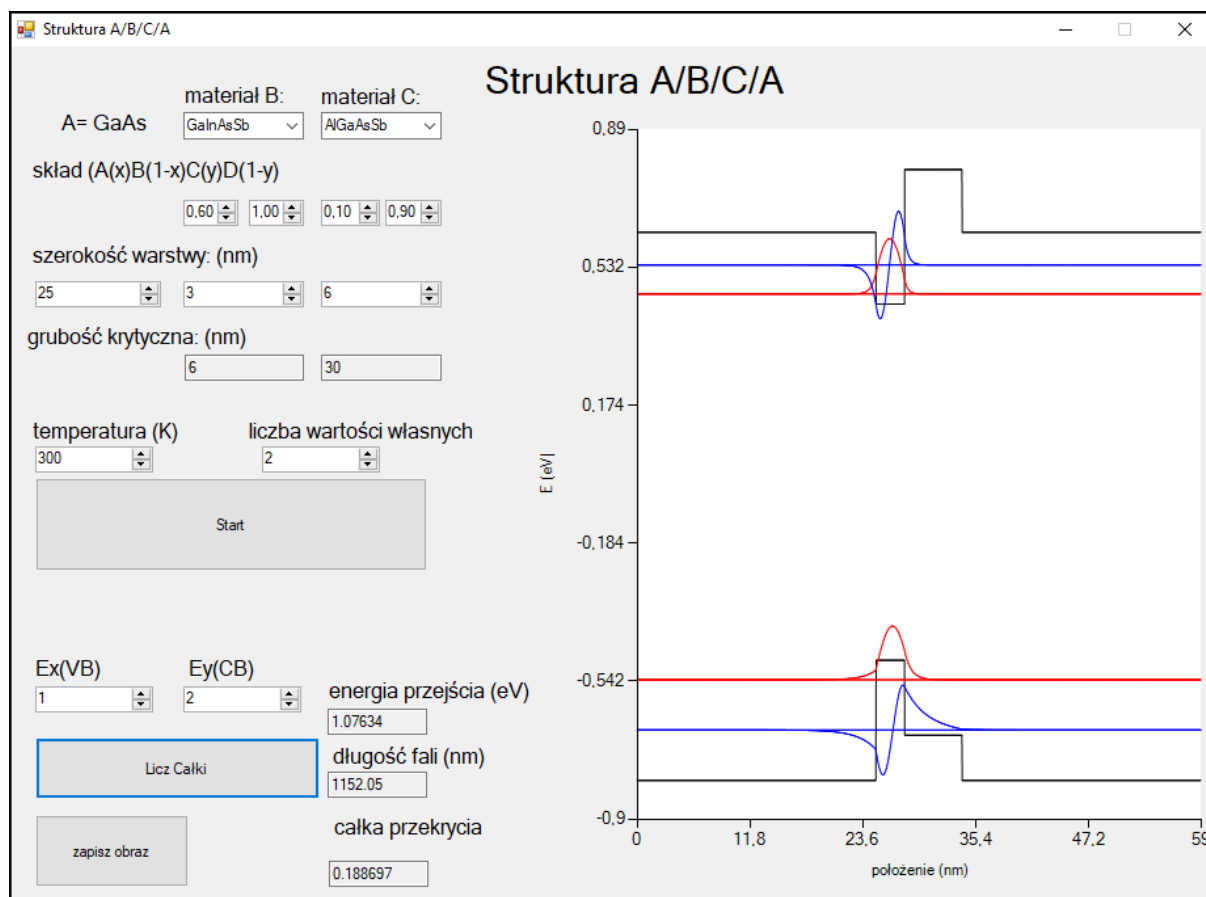 Struktura A/B/C/A
Struktura A/B/C/A
materiał B: materiał C:
A= GaAs GaInAsSb AlGaAsSb
skład (A(x)B(1-x)C(y)D(1-y)
0,60 1,00 0,10 0,90
szerokość warstwy: (nm)
25 3 6
grubość krytyczna: (nm)
6 30
temperatura (K) liczba wartości własnych
300 2
Start
Ex(VB) Ey(CB)
1 2
energia przejścia (eV)
1.07634
Licz Całki
długość fali (nm)
1152.05
zapisz obraz
całka przekrycia
0.188697
0,89
0,532
0,174
-0,184
-0,542
-0,9
E (eV)
0 11,8 23,6 35,4 47,2 59
położenie (nm)